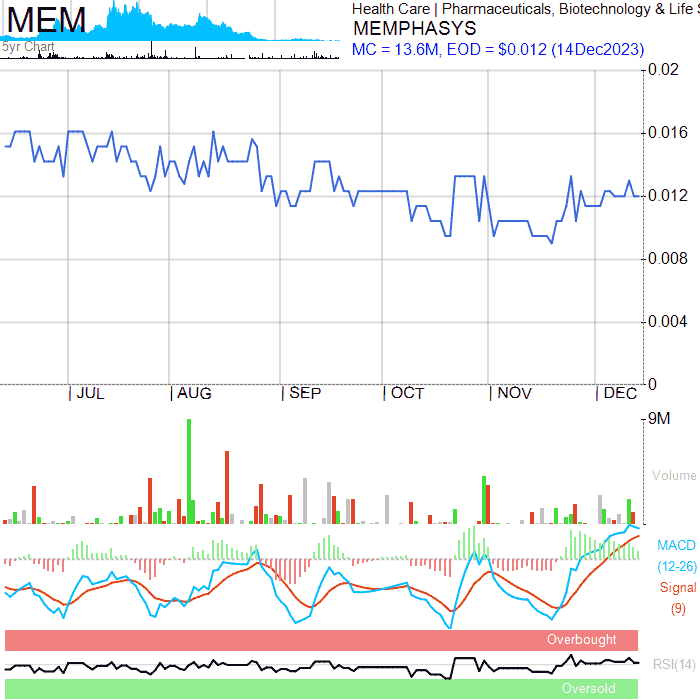 MEM
5yr Chart
Health Care | Pharmaceuticals, Biotechnology & Life
MEMPHASYS
MC = 13.6M, EOD = $0.012 (14Dec2023)
0.02
0.016
0.012
0.008
0.004
0
| JUL | AUG | SEP | OCT | NOV | DEC
9M
Volume
MACD
(12-26)
Signal
(9)
Overbought
RSI(14)
Oversold